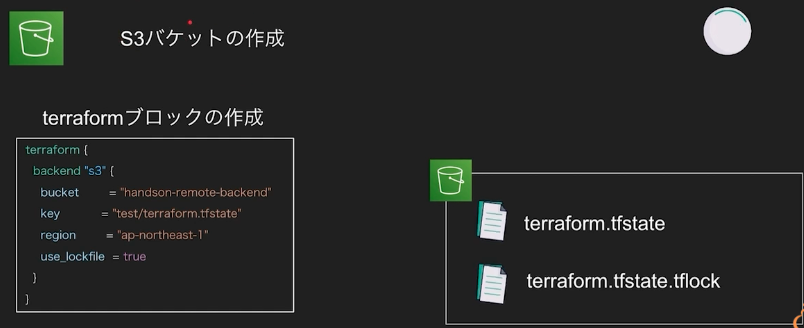 S3バケットの作成
terraformブロックの作成
terraform {
backend "s3" {
bucket = "handson-remote-backend"
key = "test/terraform.tfstate"
region = "ap-northeast-1"
use_lockfile = true
}
}
terraform.tfstate
terraform.tfstate.tflock